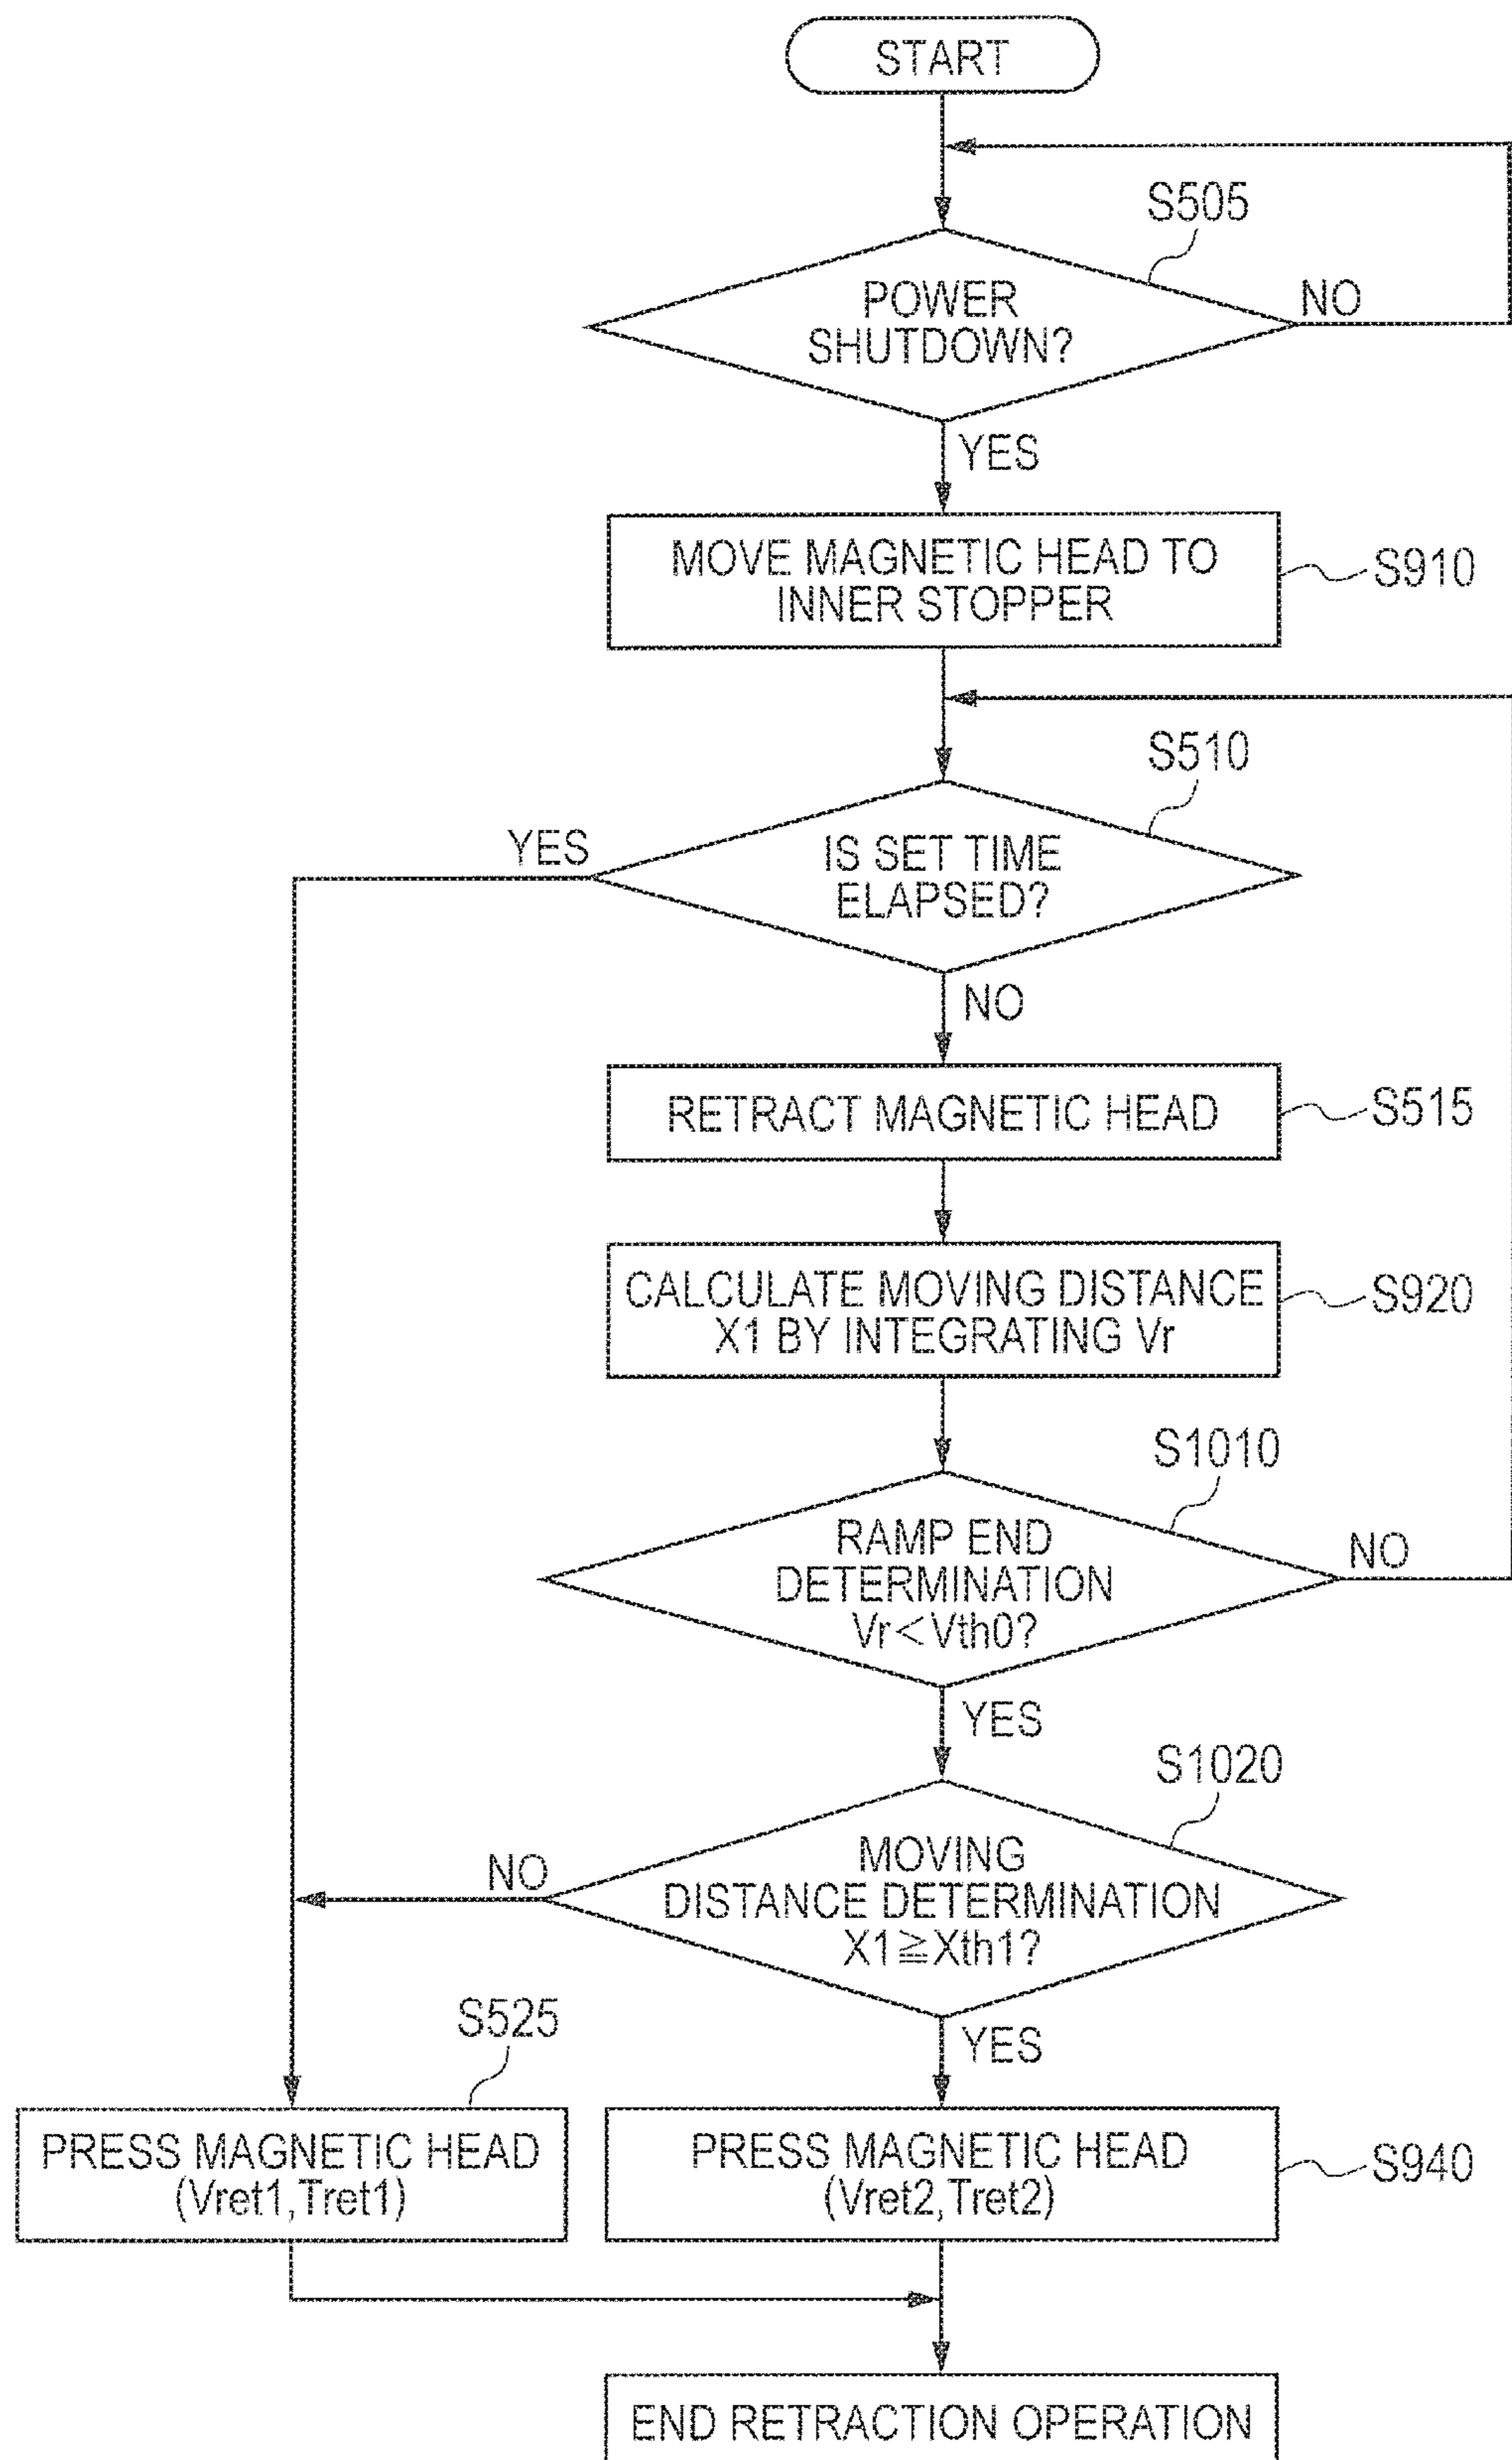 START
S505
POWER
SHUTDOWN?
NO
YES
MOVE MAGNETIC HEAD TO
INNER STOPPER
S910
S510
YES
IS SET TIME
ELAPSED?
NO
RETRACT MAGNETIC HEAD
S515
CALCULATE MOVING DISTANCE
X1 BY INTEGRATING Vr
S920
S1010
RAMP END
DETERMINATION
Vr<Vth0?
NO
YES
S1020
NO
MOVING
DISTANCE DETERMINATION
X1≧Xth1?
S525
YES
PRESS MAGNETIC HEAD
(Vret1,Tret1)
PRESS MAGNETIC HEAD
(Vret2,Tret2)
S940
END RETRACTION OPERATION